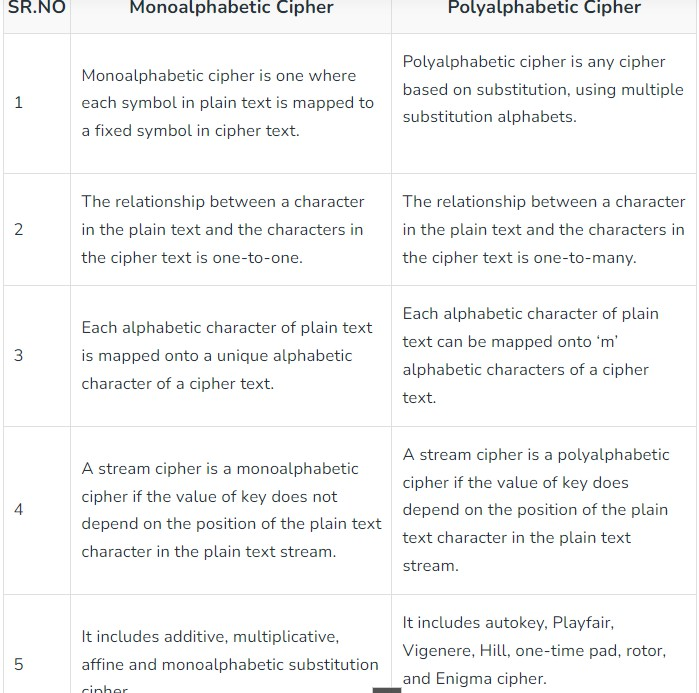 SR.NO Monoalphabetic Cipher Polyalphabetic Cipher
1
Monoalphabetic cipher is one where
each symbol in plain text is mapped to
a fixed symbol in cipher text.
Polyalphabetic cipher is any cipher
based on substitution, using multiple
substitution alphabets.
2
The relationship between a character
in the plain text and the characters in
the cipher text is one-to-one.
The relationship between a character
in the plain text and the characters in
the cipher text is one-to-many.
3
Each alphabetic character of plain text
is mapped onto a unique alphabetic
character of a cipher text.
Each alphabetic character of plain
text can be mapped onto ‘m’
alphabetic characters of a cipher
text.
4
A stream cipher is a monoalphabetic
cipher if the value of key does not
depend on the position of the plain text
character in the plain text stream.
A stream cipher is a polyalphabetic
cipher if the value of key does
depend on the position of the plain
text character in the plain text
stream.
5
It includes additive, multiplicative,
affine and monoalphabetic substitution
cipher
It includes autokey, Playfair,
Vigenere, Hill, one-time pad, rotor,
and Enigma cipher.